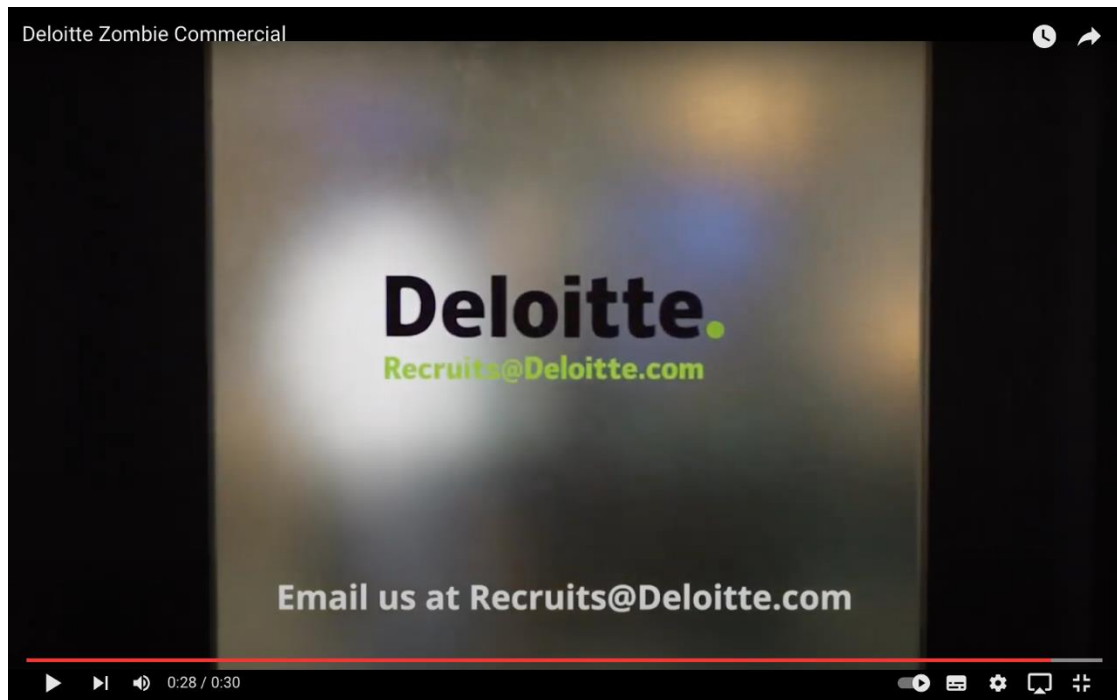 Deloitte Zombie Commercial
Deloitte.
Recruits@Deloitte.com
Email us at Recruits@Deloitte.com
0:28 / 0:30